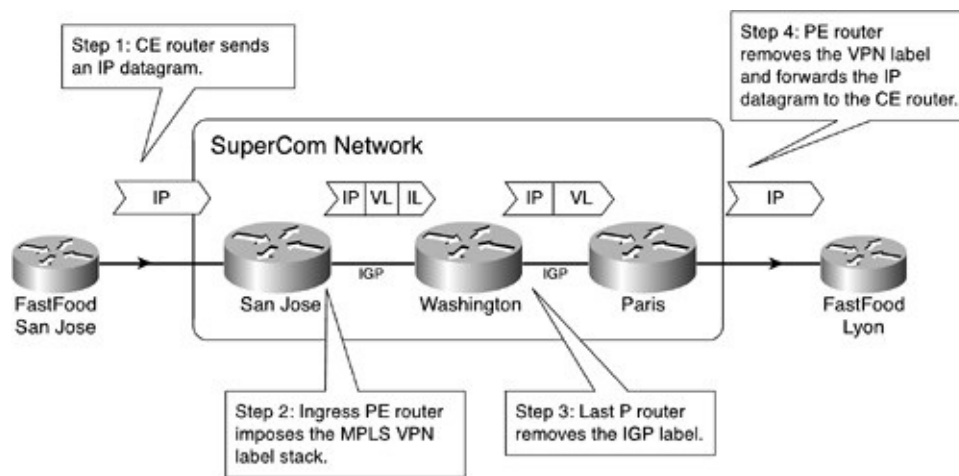 Step 1: CE router sends
an IP datagram.
Step 4: PE router
removes the VPN label
and forwards the IP
datagram to the CE router.
SuperCom Network
IP
IP VL IL
IP VL
IP
IGP
IGP
FastFood
San Jose
San Jose
Washington
Paris
FastFood
Lyon
Step 2: Ingress PE router
imposes the MPLS VPN
label stack.
Step 3: Last P router
removes the IGP label.